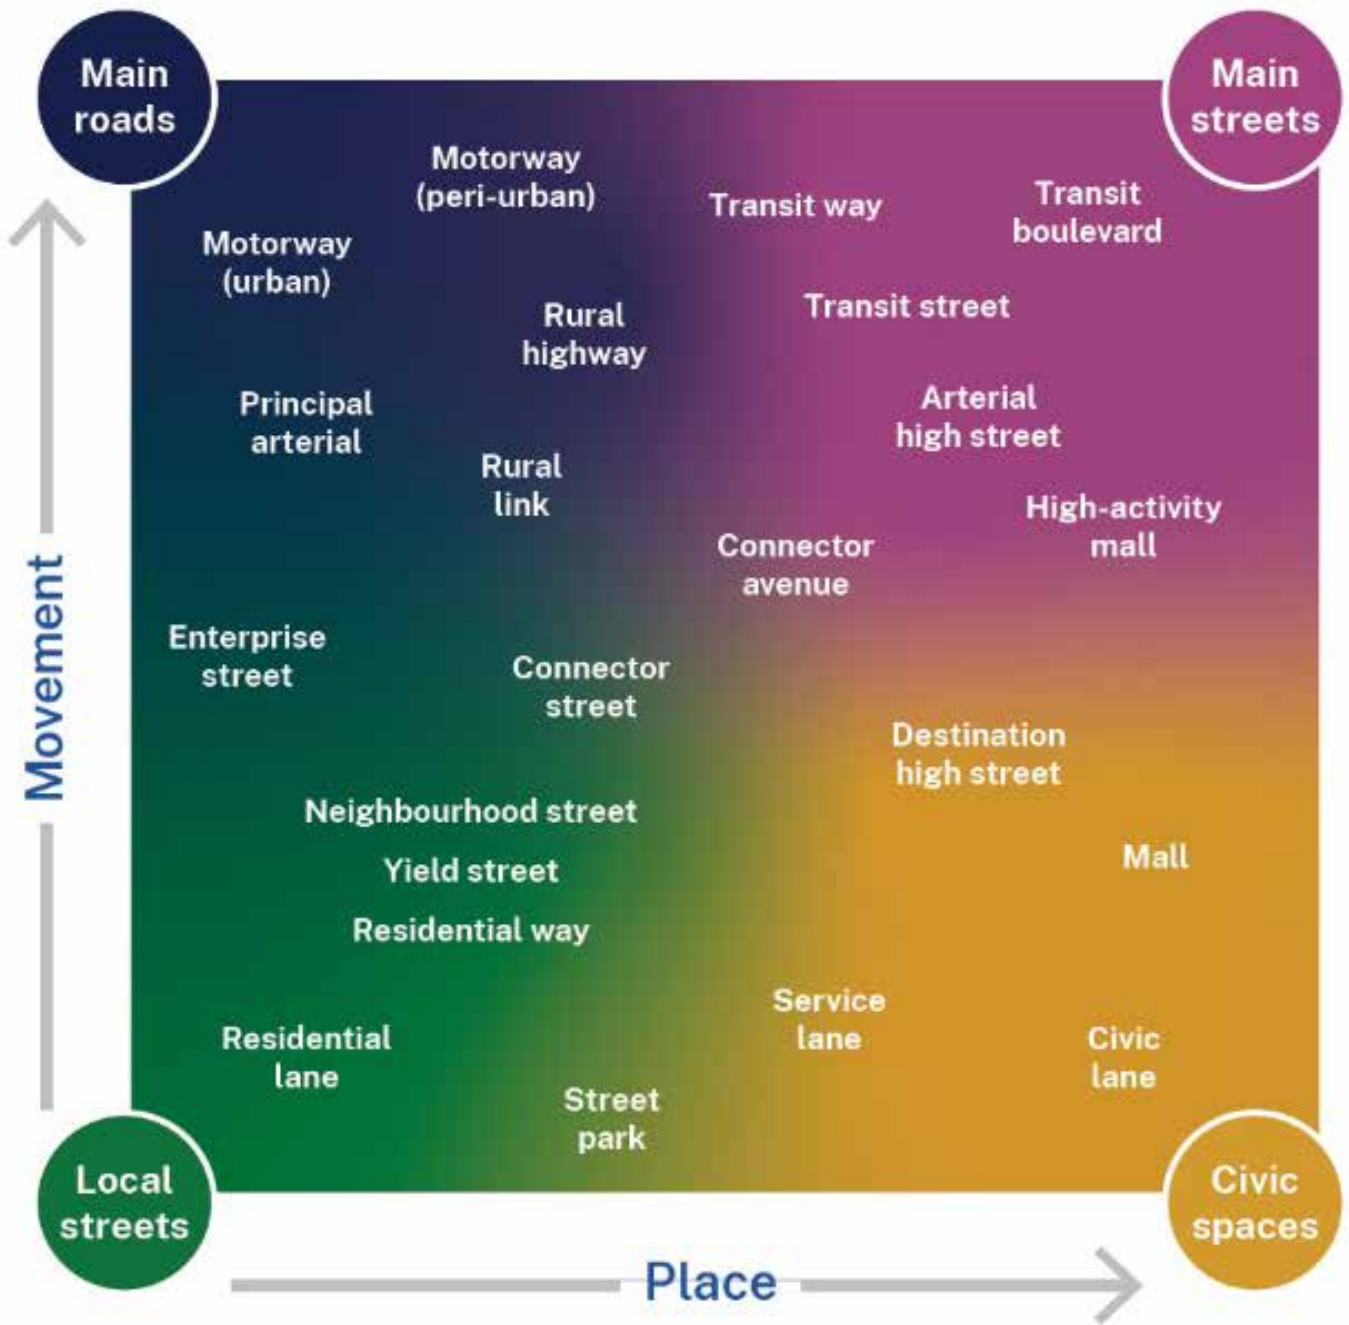 Main
roads
Main
streets
Motorway
(peri-urban)
Transit way
Transit
boulevard
Motorway
(urban)
Rural
highway
Transit street
Principal
arterial
Arterial
high street
Rural
link
High-activity
mall
Connector
avenue
Movement
Enterprise
street
Connector
street
Destination
high street
Neighbourhood street
Yield street
Mall
Residential way
Service
lane
Residential
lane
Civic
lane
Street
park
Local
streets
Civic
spaces
Place